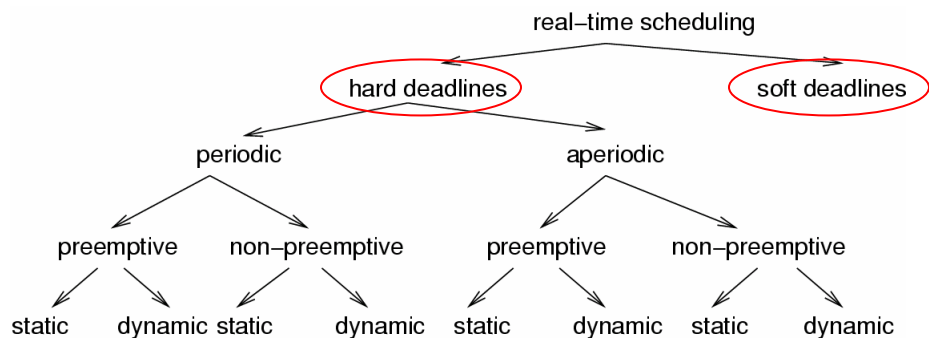 real−time scheduling
hard deadlines soft deadlines
periodic aperiodic
preemptive non−preemptive preemptive non−preemptive
static dynamic static dynamic static dynamic static dynamic